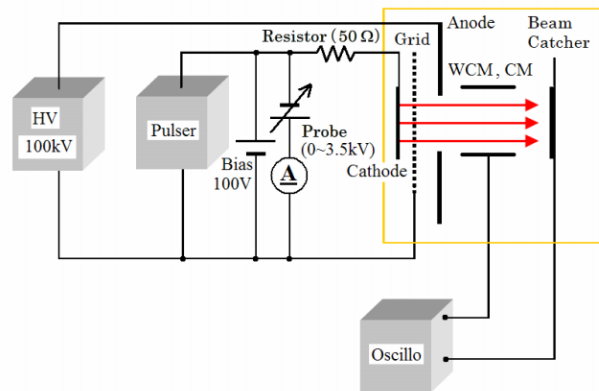 Anode
Beam
Catcher
Resistor (50 Ω)
Grid
WCM , CM
HV
100kV
Pulser
Probe
(0~3.5kV)
Bias
100V
A
Cathode
Oscillo